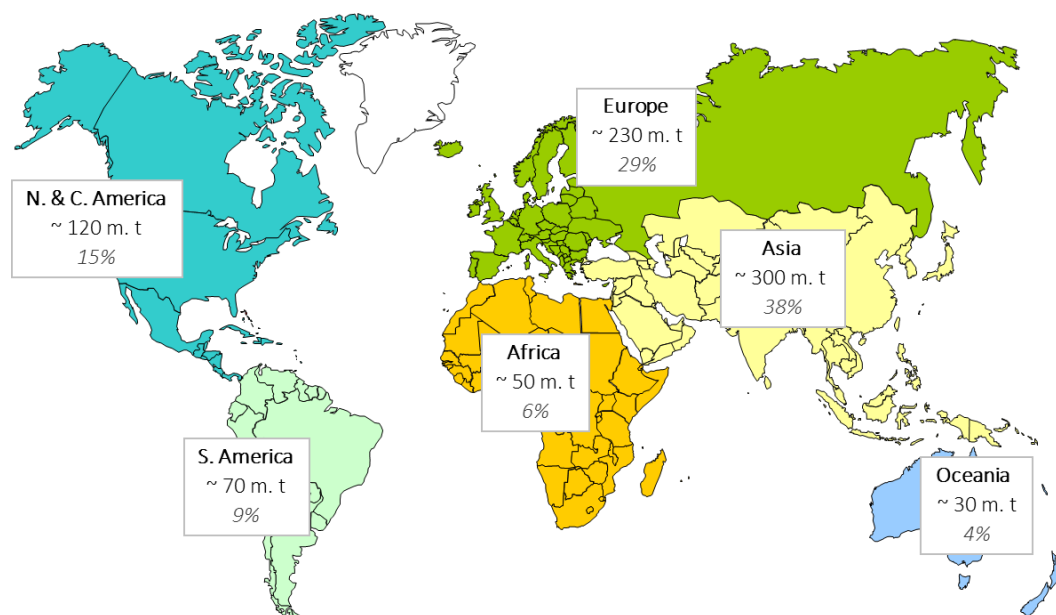 Europe
~ 230 m. t
29%
N. & C. America
~ 120 m. t
15%
Asia
~ 300 m. t
38%
Africa
~ 50 m. t
6%
S. America
~ 70 m. t
9%
Oceania
~ 30 m. t
4%